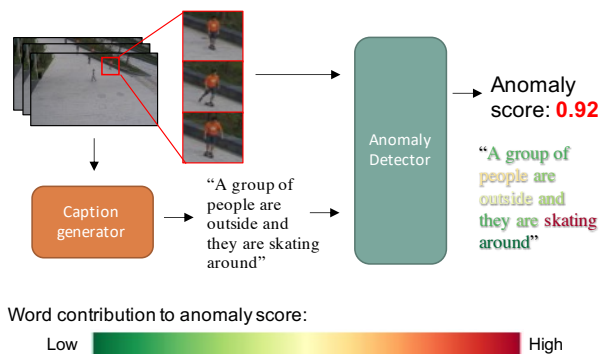 Caption
generator
“A group of
people are
outside and
they are skating
around”
Anomaly
Detector
Anomaly
score: 0.92
“A group of
people are
outside and
they are skating
around”
Word contribution to anomaly score:
Low
High